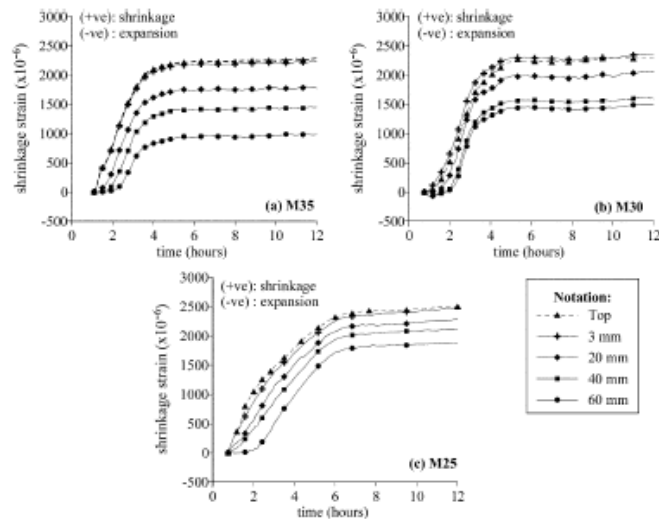 (+ve): shrinkage
(-ve) : expansion
3000
2500
2000
1500
1000
500
0
-500
shrinkage strain (x10⁻⁶)
0 2 4 6 8 10 12
time (hours)
(a) M35
(+ve): shrinkage
(-ve) : expansion
3000
2500
2000
1500
1000
500
0
-500
shrinkage strain (x10⁻⁶)
0 2 4 6 8 10 12
time (hours)
(b) M30
(+ve): shrinkage
(-ve) : expansion
3000
2500
2000
1500
1000
500
0
-500
shrinkage strain (x10⁻⁶)
0 2 4 6 8 10 12
time (hours)
(c) M25
Notation:
Top
3 mm
20 mm
40 mm
60 mm